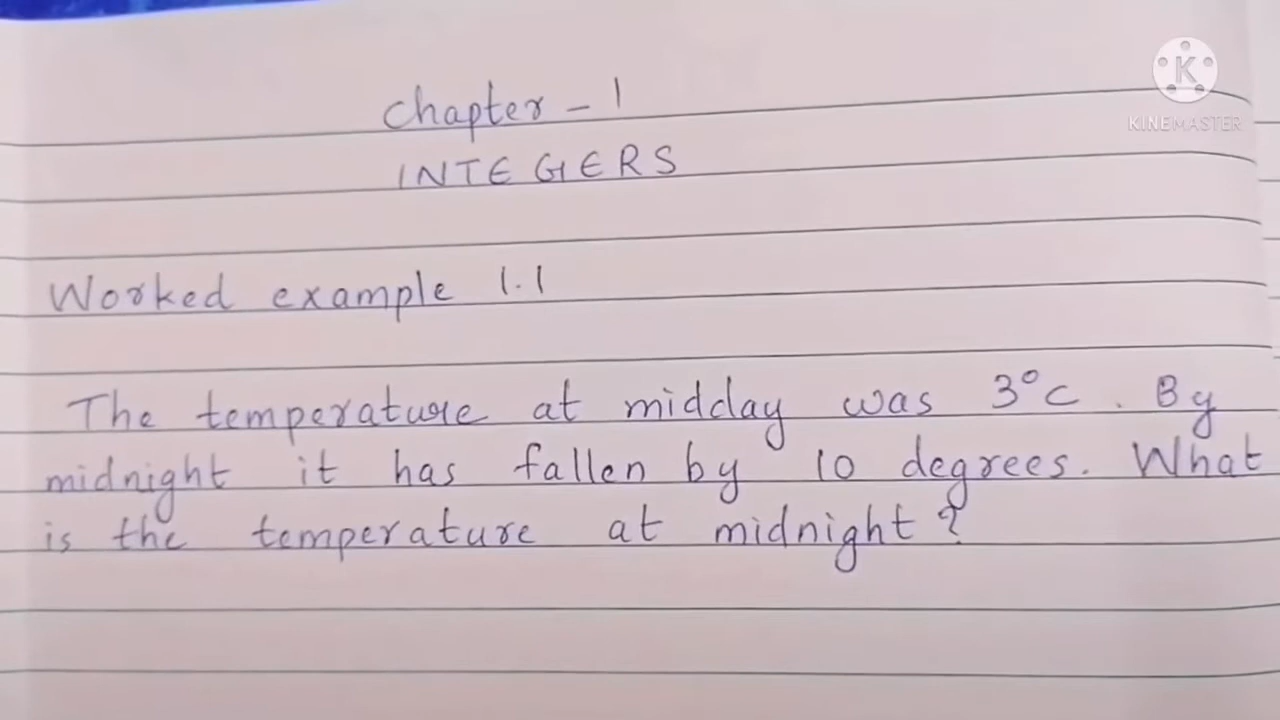 Chapter - 1
INTEGERS
Worked example 1.1
The temperature at midday was 3°C. By
midnight it has fallen by 10 degrees. What
is the temperature at midnight?
K
KINEMASTER